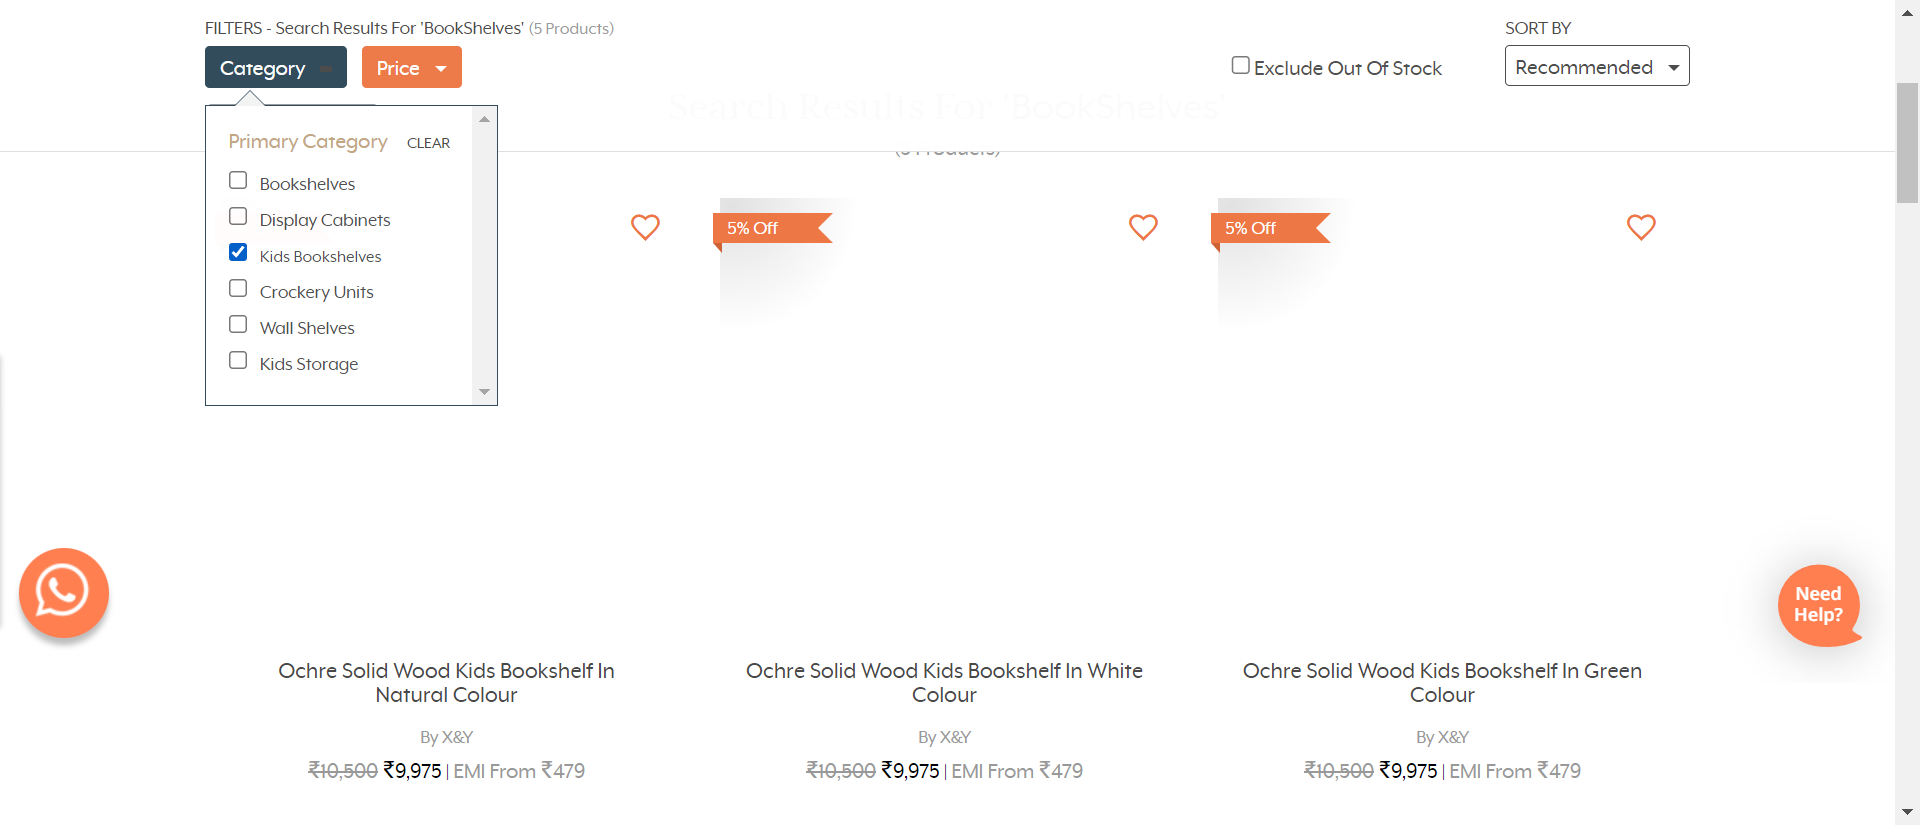 FILTERS - Search Results For 'BookShelves' (5 Products)
SORT BY
Category
Price
Exclude Out Of Stock
Recommended
Search Results For 'BookShelves'
Primary Category CLEAR
Bookshelves
Display Cabinets
Kids Bookshelves
Crockery Units
Wall Shelves
Kids Storage
5% Off
5% Off
Need
Help?
Ochre Solid Wood Kids Bookshelf In
Natural Colour
By X&Y
₹10,500 ₹9,975 | EMI From ₹479
Ochre Solid Wood Kids Bookshelf In White
Colour
By X&Y
₹10,500 ₹9,975 | EMI From ₹479
Ochre Solid Wood Kids Bookshelf In Green
Colour
By X&Y
₹10,500 ₹9,975 | EMI From ₹479